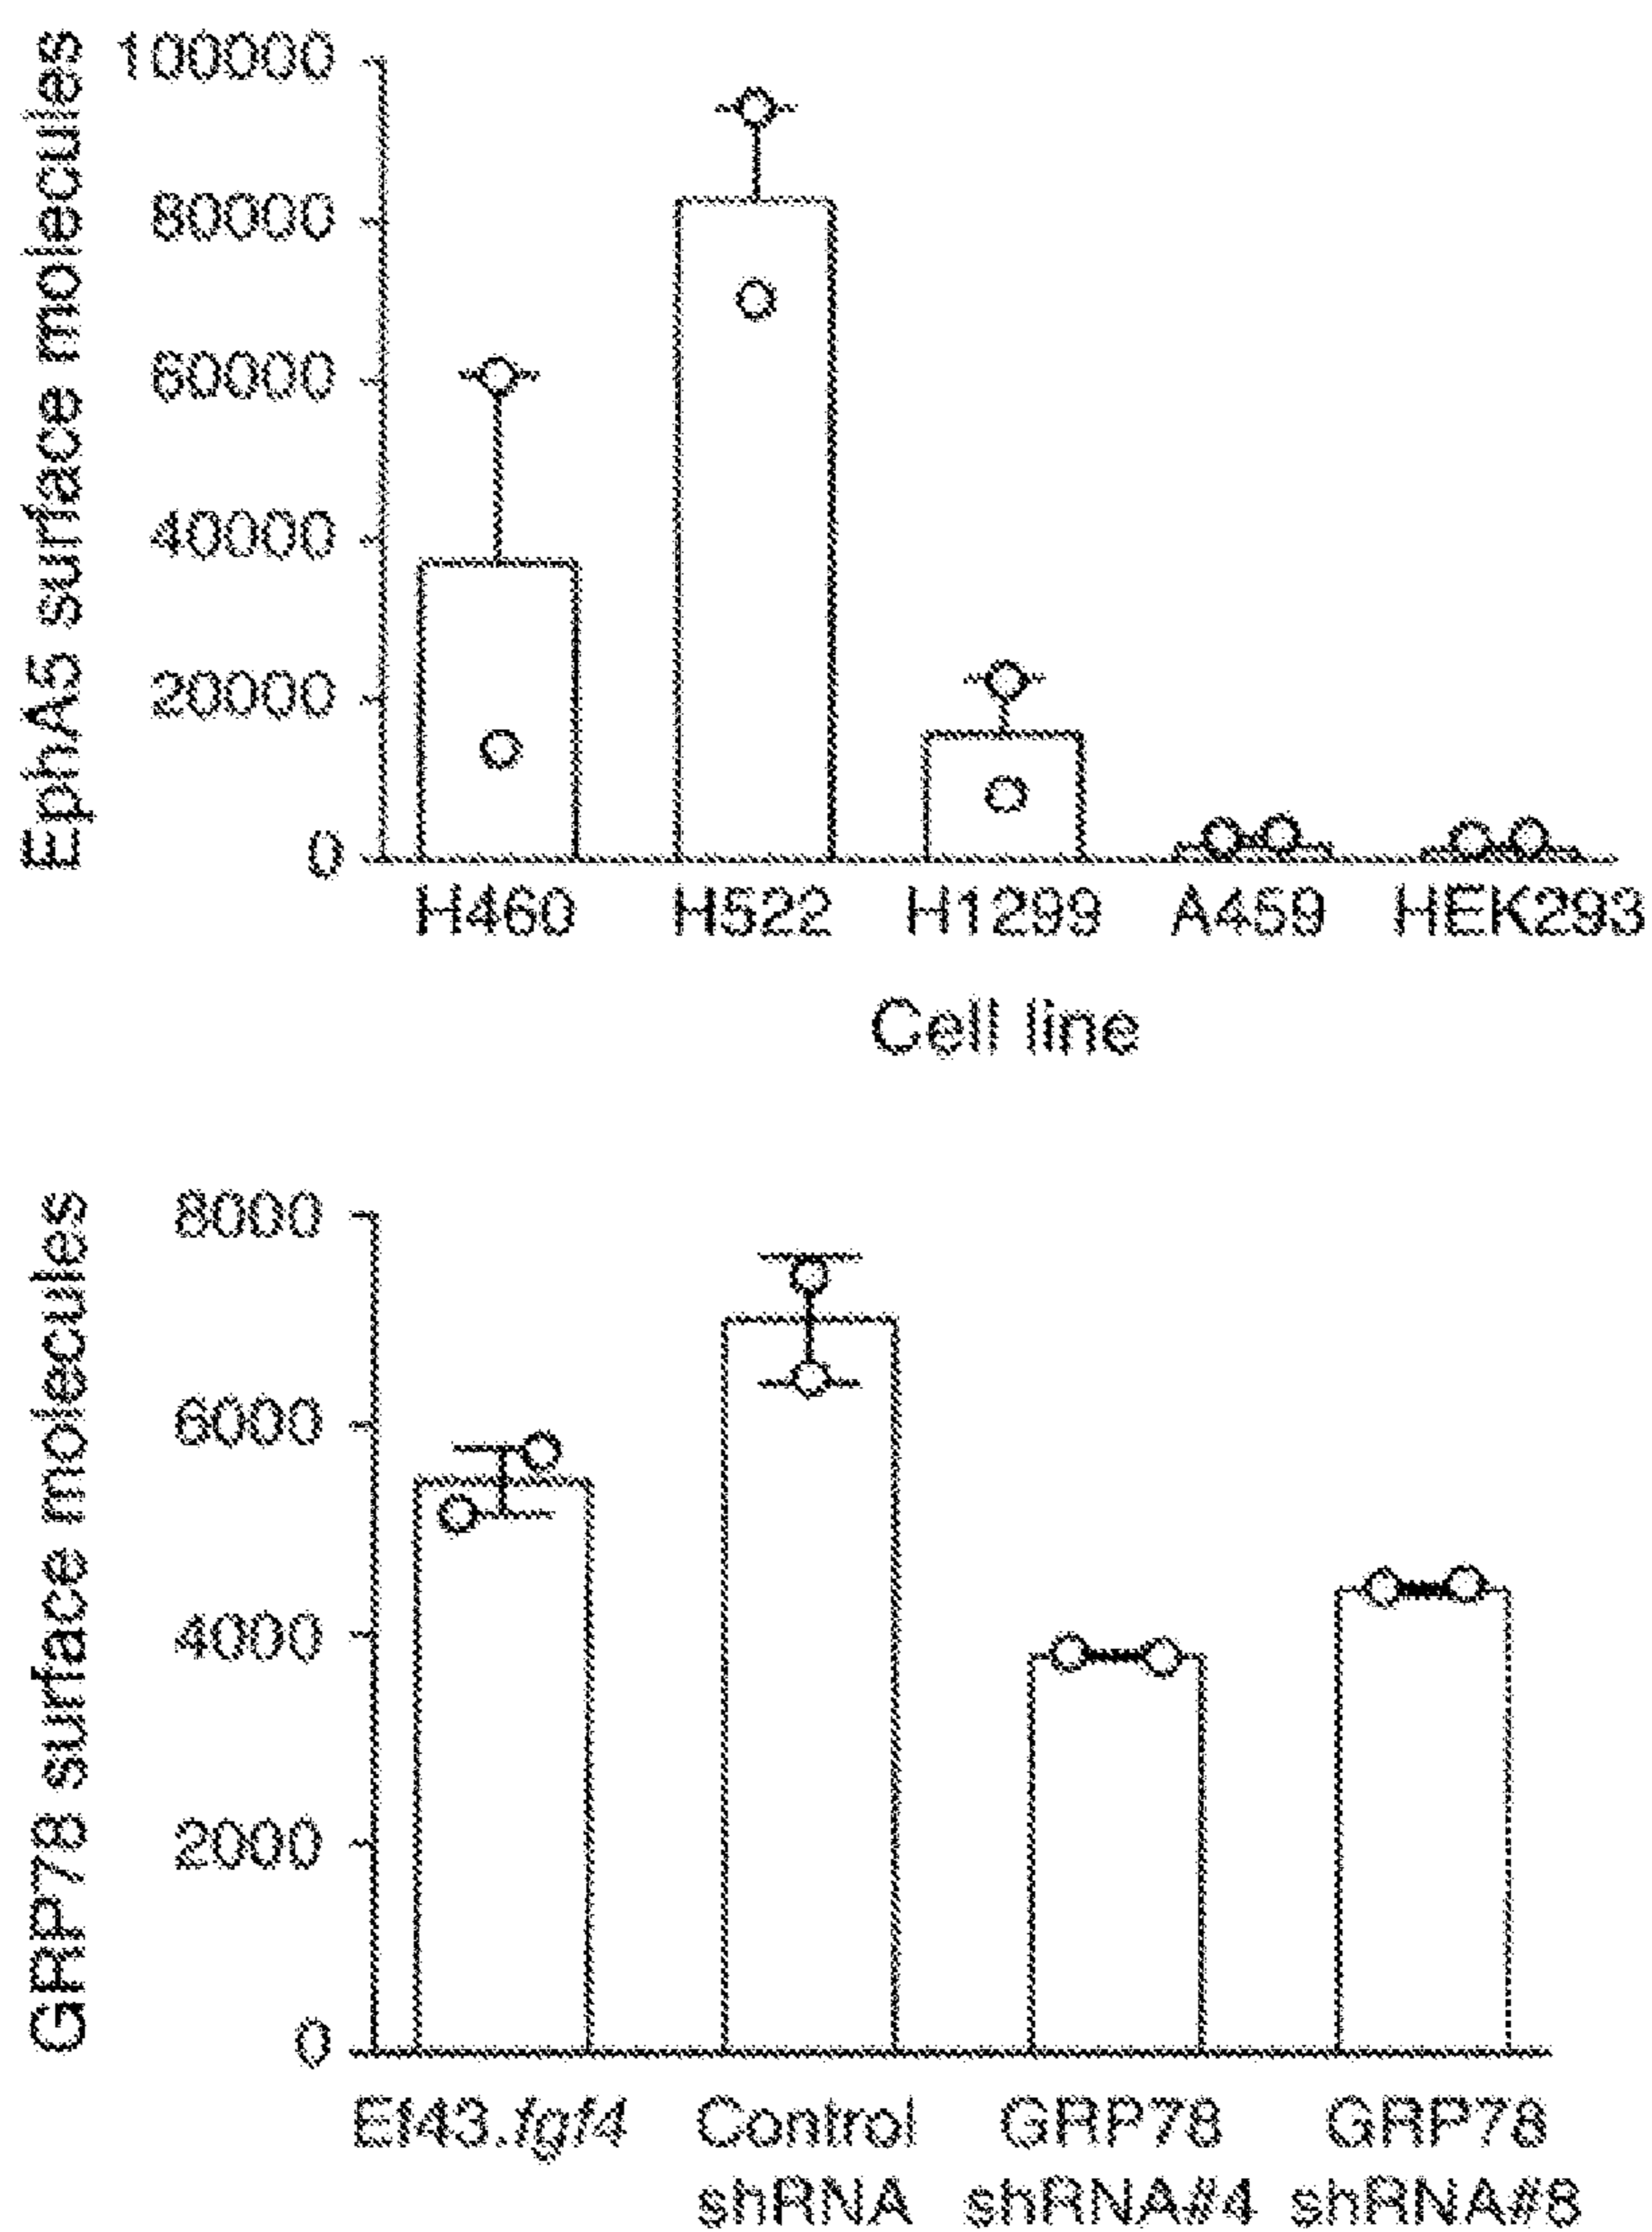 EphA5 surface molecules
100000
80000
60000
40000
20000
0
H460 H522 H1299 A459 HEK293
Cell line
GRP78 surface molecules
8000
6000
4000
2000
0
Ef43.fgf4 Control GRP78 GRP78
shRNA shRNA#4 shRNA#8